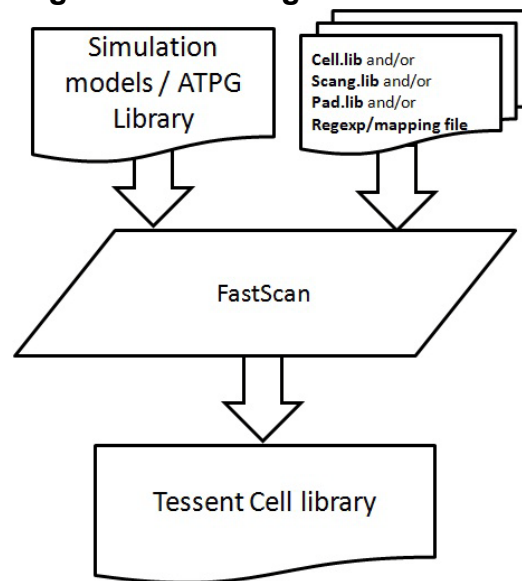 Simulation
models / ATPG
Library
Cell.lib and/or
Scang.lib and/or
Pad.lib and/or
Regexp/mapping file
FastScan
Tessent Cell library